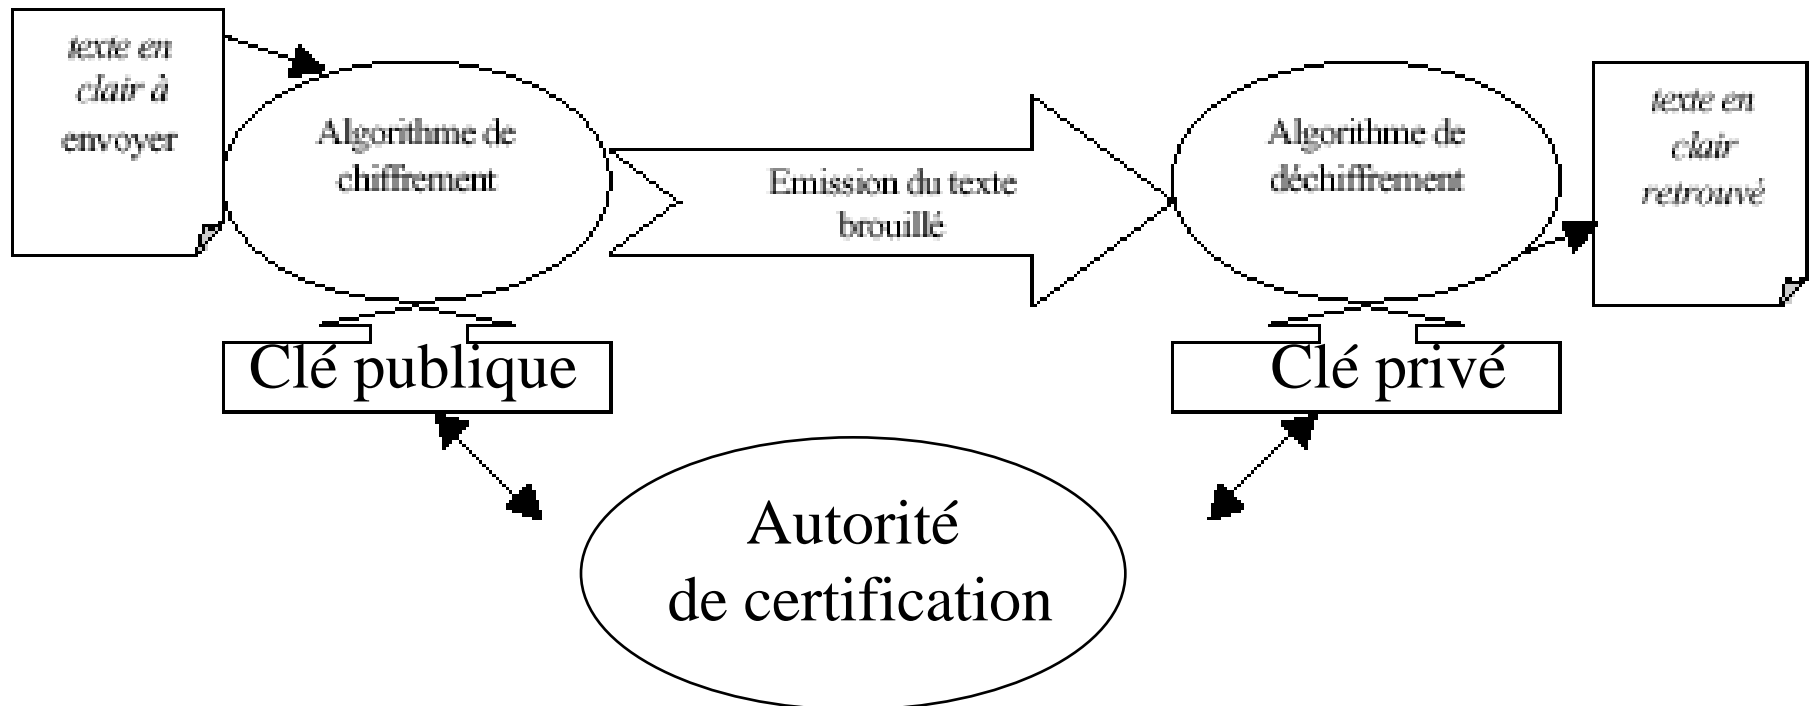 texte en
clair à
envoyer
Algorithme de
chiffrement
Emission du texte
brouillé
Algorithme de
déchiffrement
texte en
clair
retrouvé
Clé publique
Clé privé
Autorité
de certification